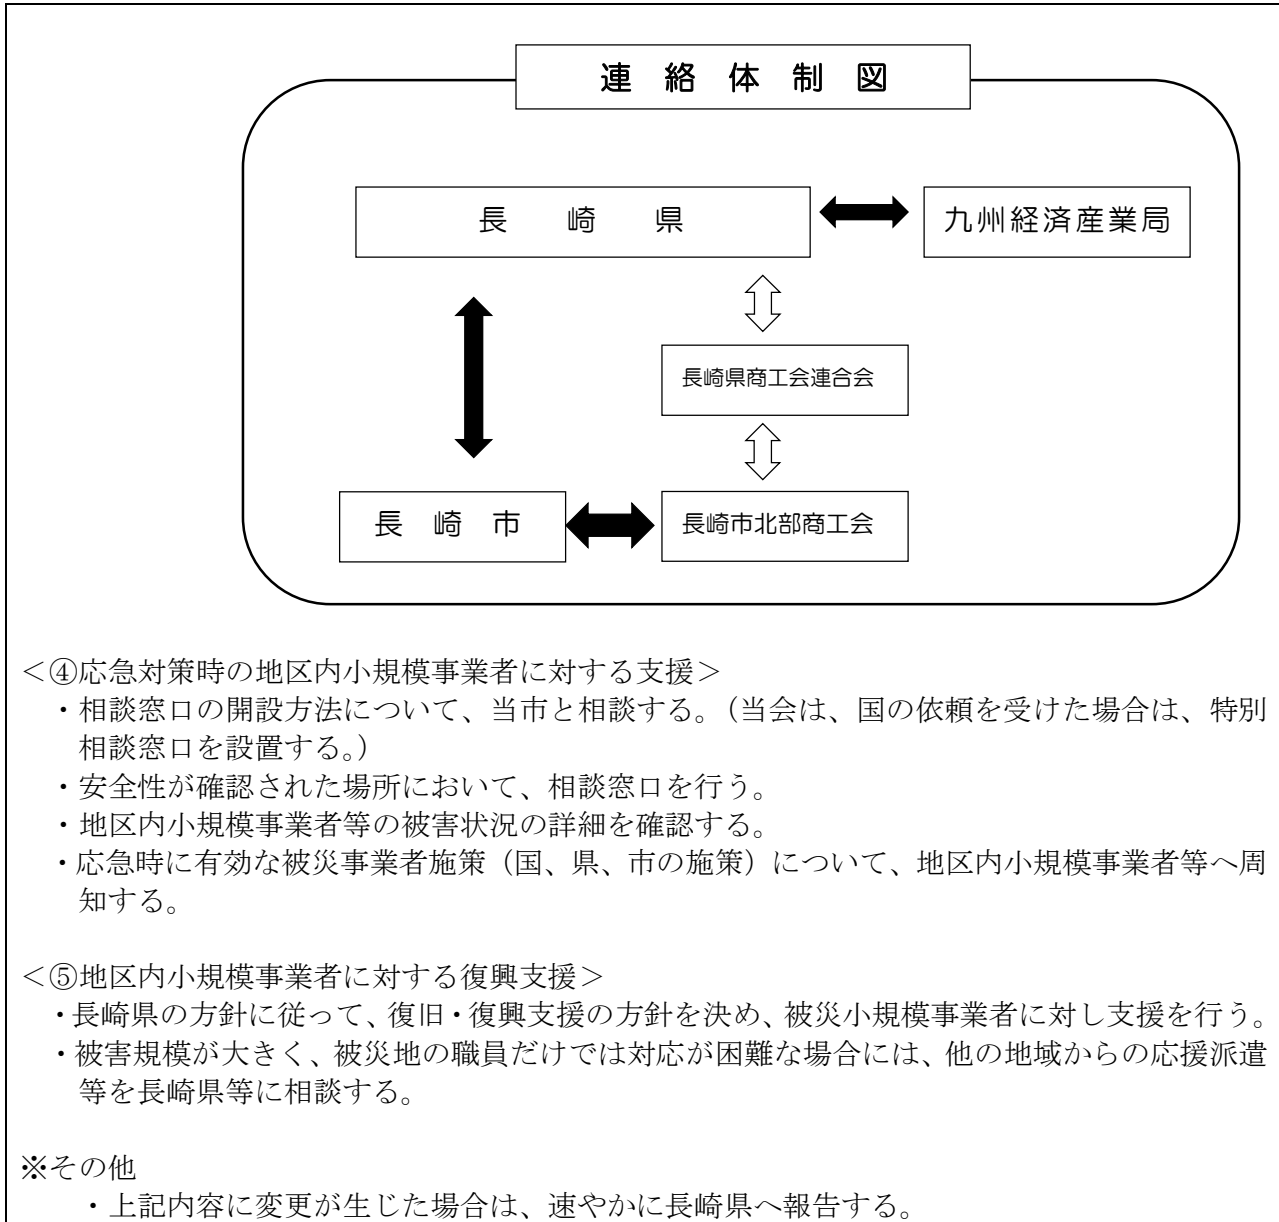 連絡体制図
長崎県
九州経済産業局
長崎県商工会連合会
長崎市
長崎市北部商工会
＜④応急対策時の地区内小規模事業者に対する支援＞
・相談窓口の開設方法について、当市と相談する。（当会は、国の依頼を受けた場合は、特別
相談窓口を設置する。）
・安全性が確認された場所において、相談窓口を行う。
・地区内小規模事業者等の被害状況の詳細を確認する。
・応急時に有効な被災事業者施策（国、県、市の施策）について、地区内小規模事業者等へ周
知する。
＜⑤地区内小規模事業者に対する復興支援＞
・長崎県の方針に従って、復旧・復興支援の方針を決め、被災小規模事業者に対し支援を行う。
・被害規模が大きく、被災地の職員だけでは対応が困難な場合には、他の地域からの応援派遣
等を長崎県等に相談する。
※その他
・上記内容に変更が生じた場合は、速やかに長崎県へ報告する。